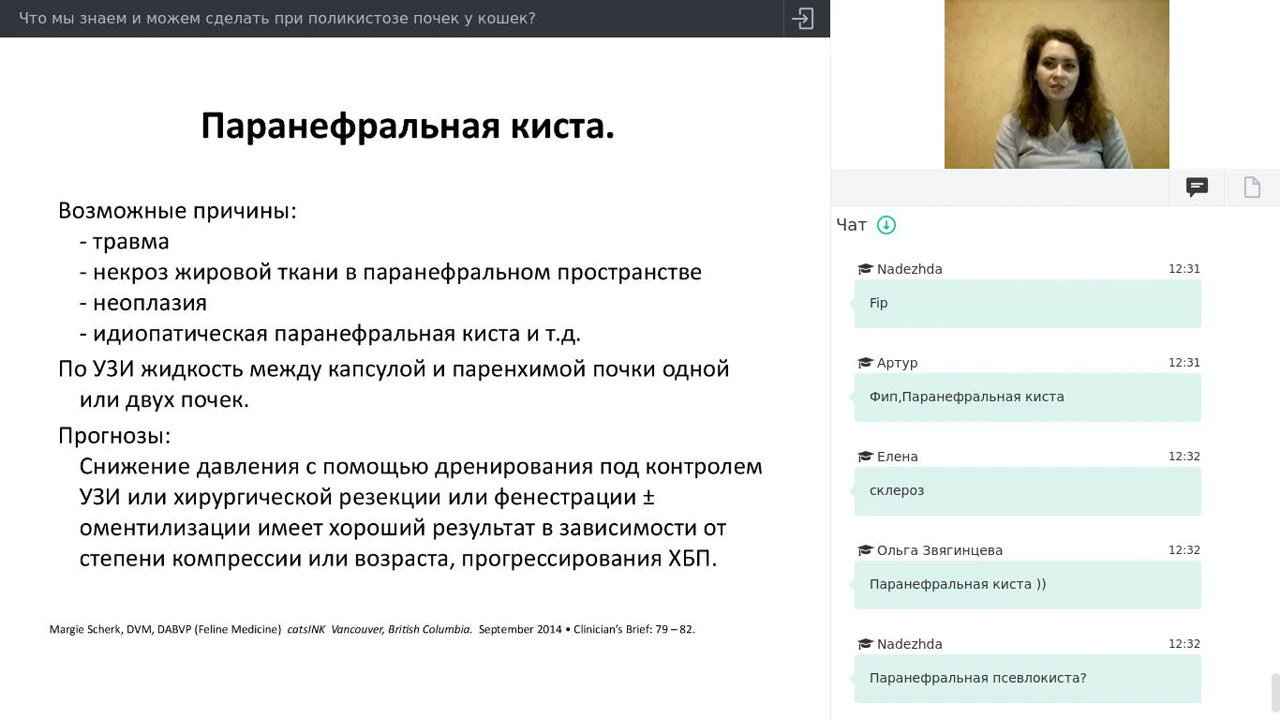 Что мы знаем и можем сделать при поликистозе почек у кошек?
Паранефральная киста.
Возможные причины:
- травма
- некроз жировой ткани в паранефральном пространстве
- неоплазия
- идиопатическая паранефральная киста и т.д.
По УЗИ жидкость между капсулой и паренхимой почки одной
или двух почек.
Прогнозы:
Снижение давления с помощью дренирования под контролем
УЗИ или хирургической резекции или фенестрации ±
оментилизации имеет хороший результат в зависимости от
степени компрессии или возраста, прогрессирования ХБП.
Margie Scherk, DVM, DABVP (Feline Medicine) catsINK Vancouver, British Columbia. September 2014 • Clinician’s Brief: 79 – 82.
Чат
Nadezhda 12:31
Fip
Артур 12:31
Фип,Паранефральная киста
Елена 12:32
склероз
Ольга Звягинцева 12:32
Паранефральная киста ))
Nadezhda 12:32
Паранефральная псевлокиста?